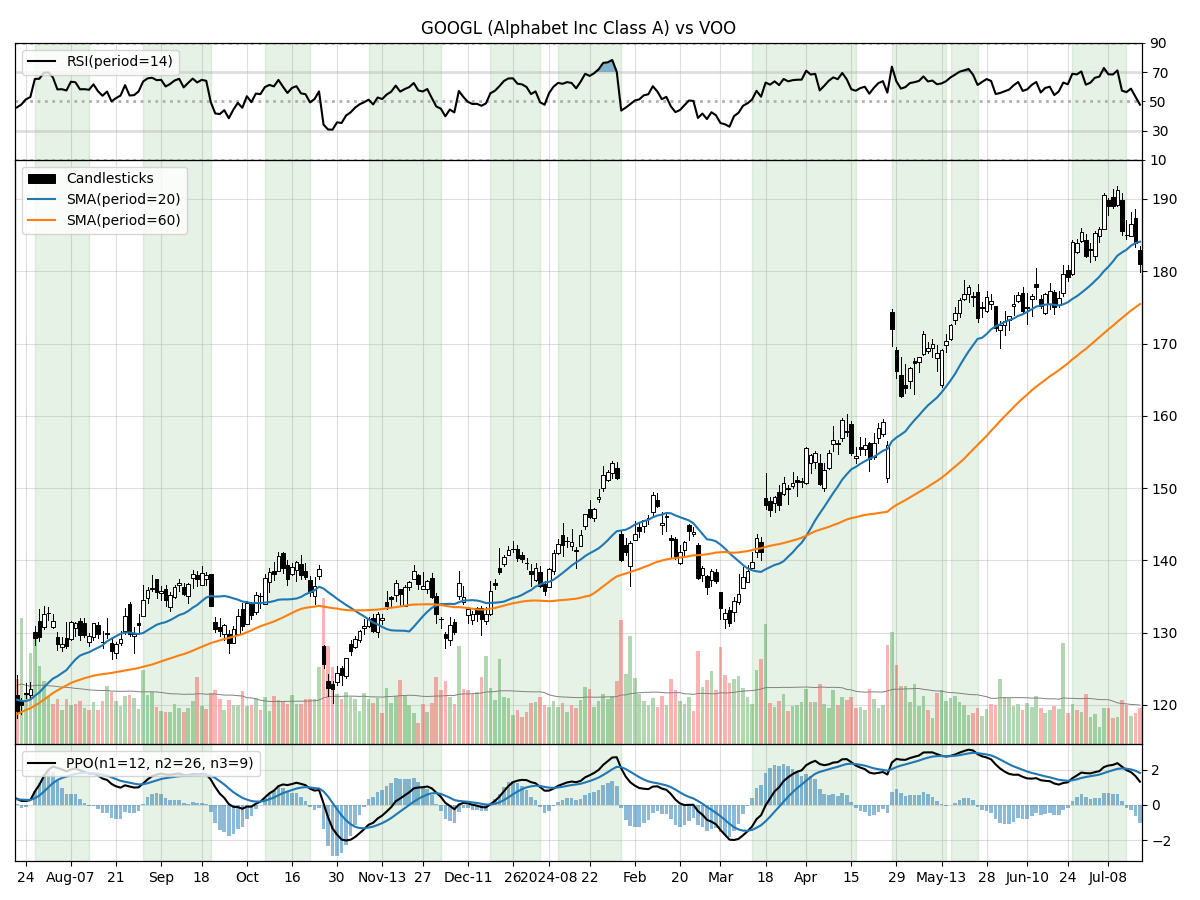 GOOGL (Alphabet Inc Class A) vs VOO
RSI(period=14)
90
70
50
30
10
Candlesticks
SMA(period=20)
SMA(period=60)
190
180
170
160
150
140
130
120
PPO(n1=12, n2=26, n3=9)
2
0
−2
24 Aug-07 21 Sep 18 Oct 16 30 Nov-13 27 Dec-11 26 2024-08 22 Feb 20 Mar 18 Apr 15 29 May-13 28 Jun-10 24 Jul-08